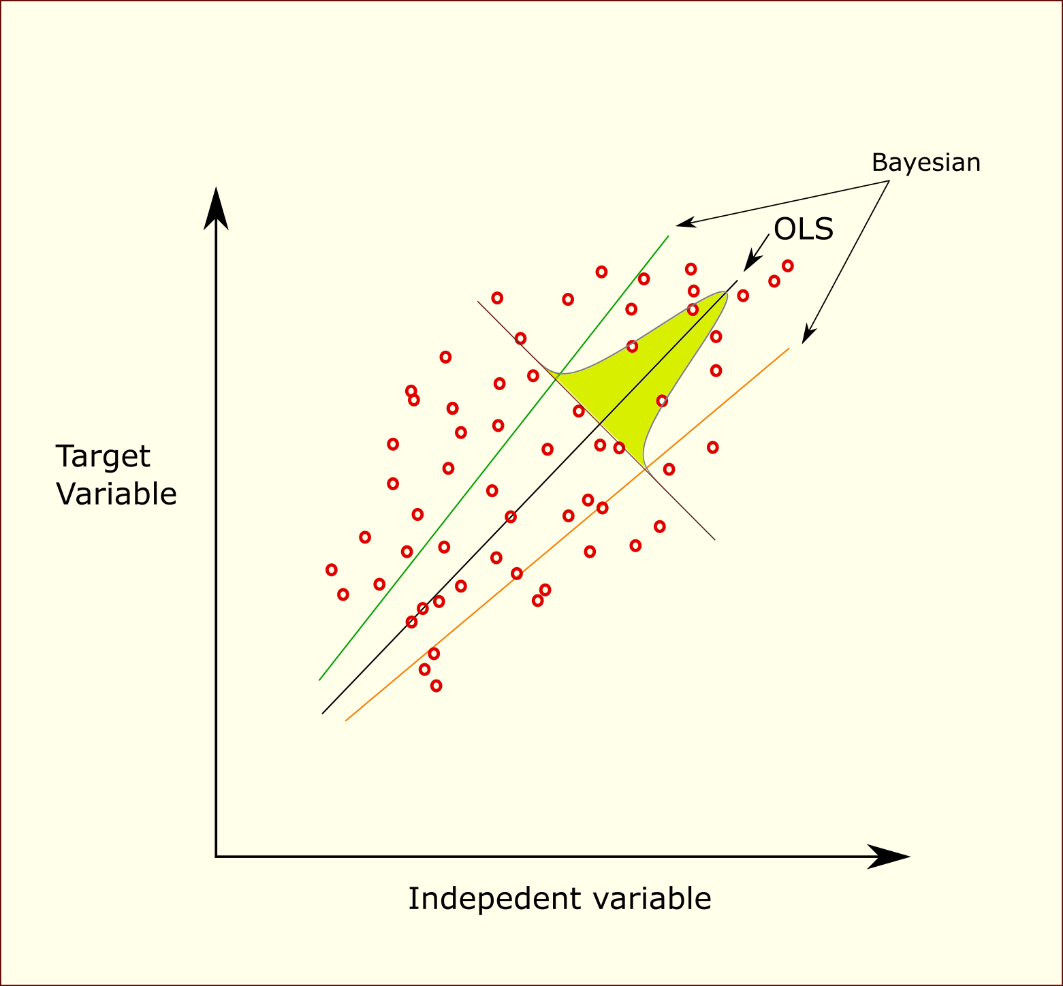 Bayesian
OLS
Target
Variable
Indepedent variable